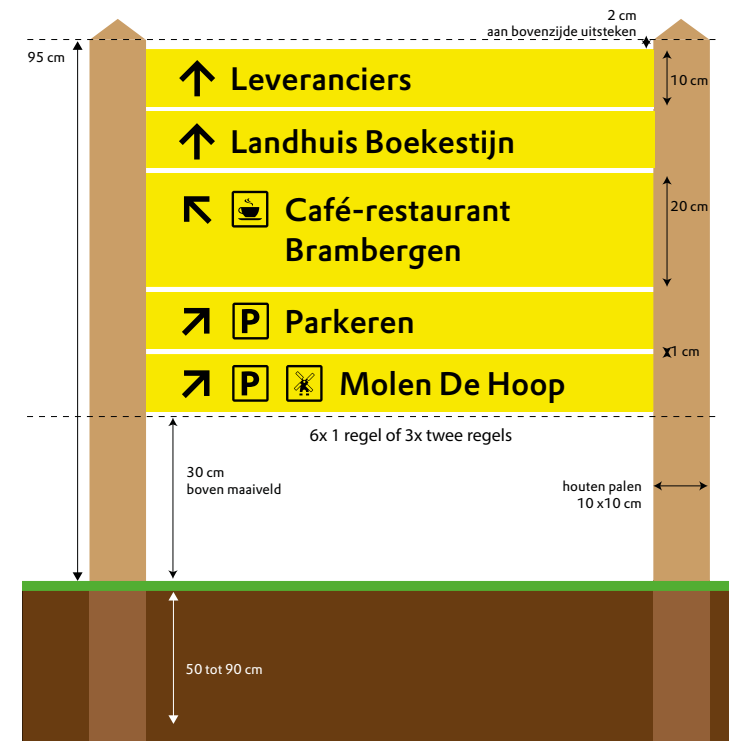 2 cm
aan bovenzijde uitsteken
95 cm
Leveranciers
10 cm
Landhuis Boekestijn
20 cm
Café-restaurant
Brambergen
P Parkeren
1 cm
P Molen De Hoop
6x 1 regel of 3x twee regels
30 cm
boven maaiveld
houten palen
10 x10 cm
50 tot 90 cm